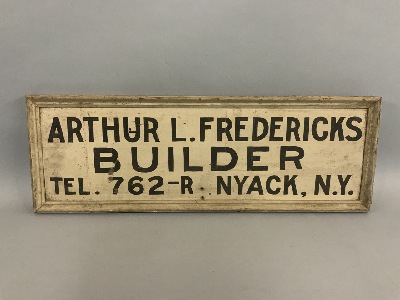 ARTHUR L. FREDERICKS
BUILDER
TEL. 762-R. NYACK, N.Y.